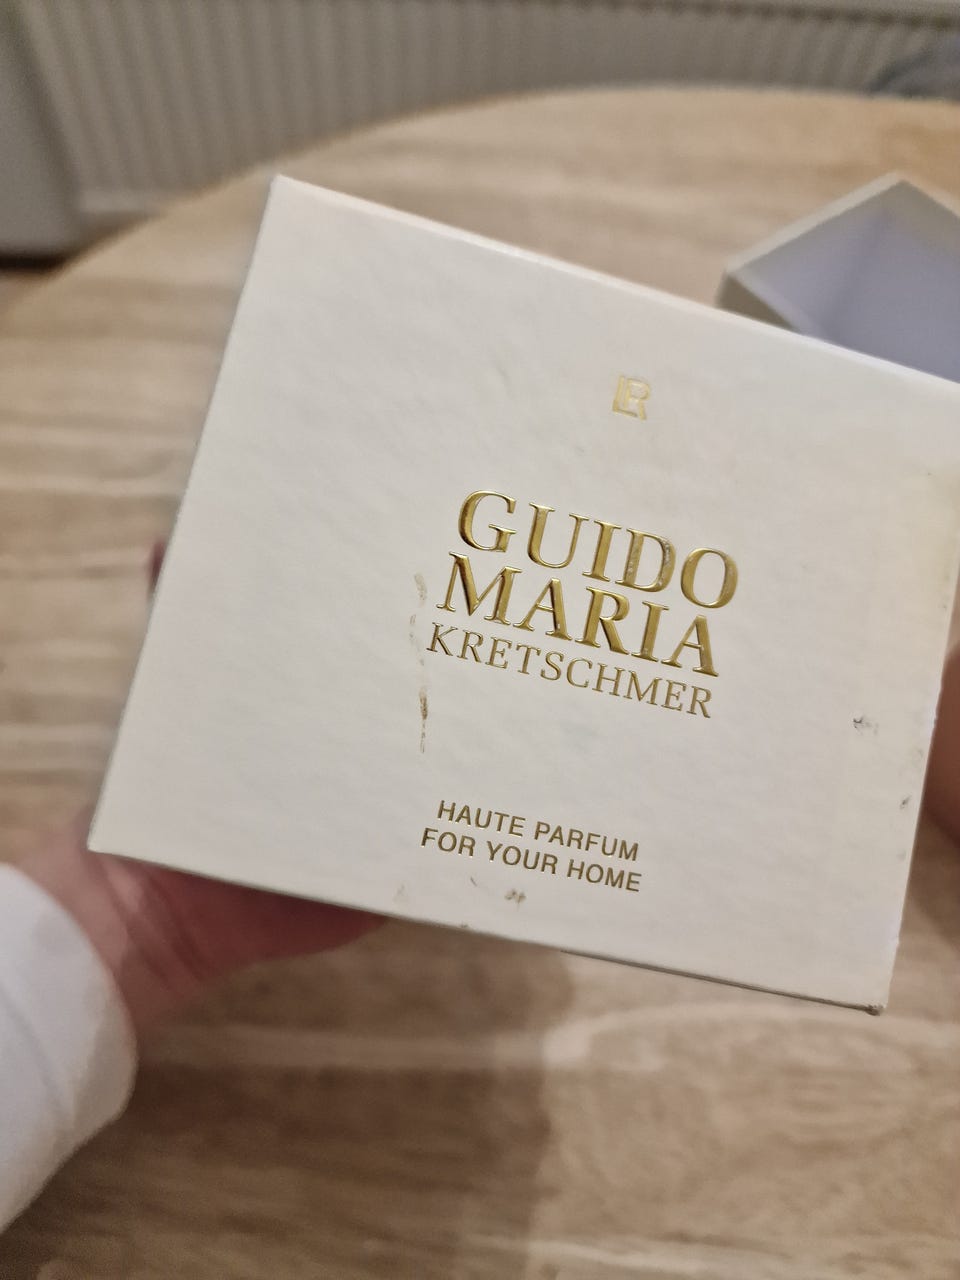 LR
GUIDO
MARIA
KRETSCHMER
HAUTE PARFUM
FOR YOUR HOME